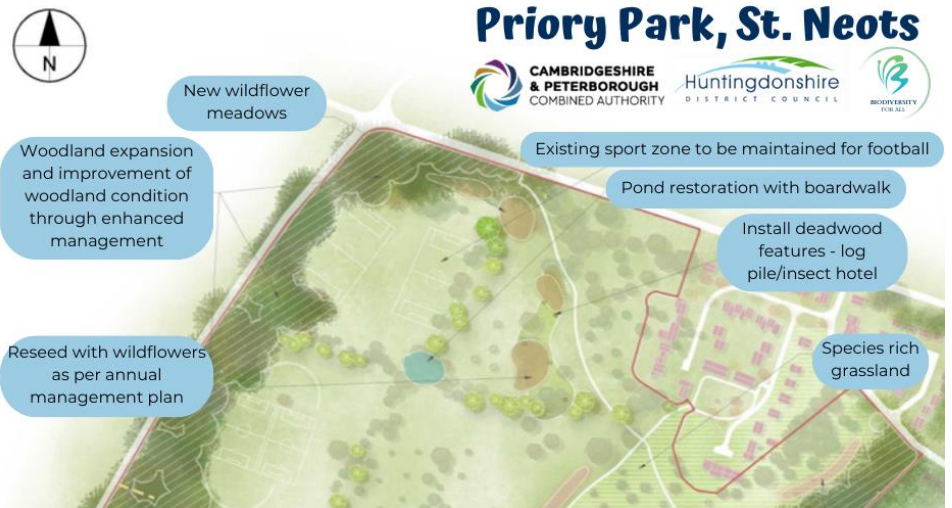 Priory Park, St. Neots
N
CAMBRIDGESHIRE
& PETERBOROUGH
COMBINED AUTHORITY
Huntingdonshire
DISTRICT COUNCIL
BIODIVERSITY
FOR ALL
New wildflower
meadows
Woodland expansion
and improvement of
woodland condition
through enhanced
management
Existing sport zone to be maintained for football
Pond restoration with boardwalk
Install deadwood
features - log
pile/insect hotel
Reseed with wildflowers
as per annual
management plan
Species rich
grassland